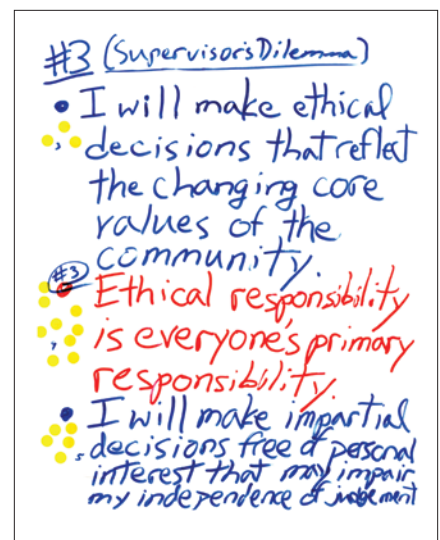 #3 (Supervisor's Dilemma)
• I will make ethical
decisions that reflect
the changing core
values of the
community.
#3
• Ethical responsibility
is everyone's primary
responsibility.
• I will make impartial
decisions free of personal
interest that may impair
my independence of judgement